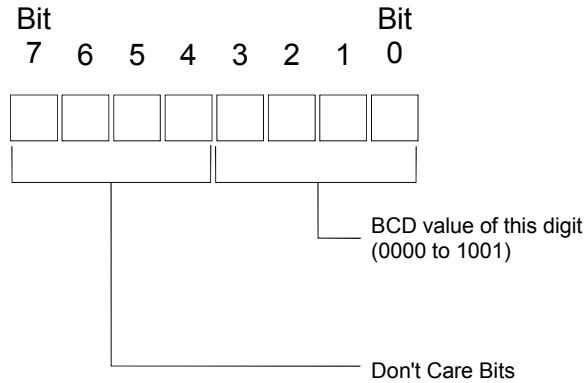 Bit Bit
7 6 5 4 3 2 1 0
BCD value of this digit
(0000 to 1001)
Don't Care Bits